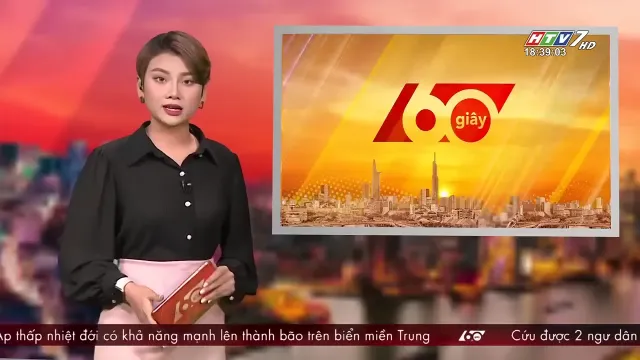 HTV7 HD
18:39:03
60 giây
Áp thấp nhiệt đới có khả năng mạnh lên thành bão trên biển miền Trung 60 Cứu được 2 ngư dân